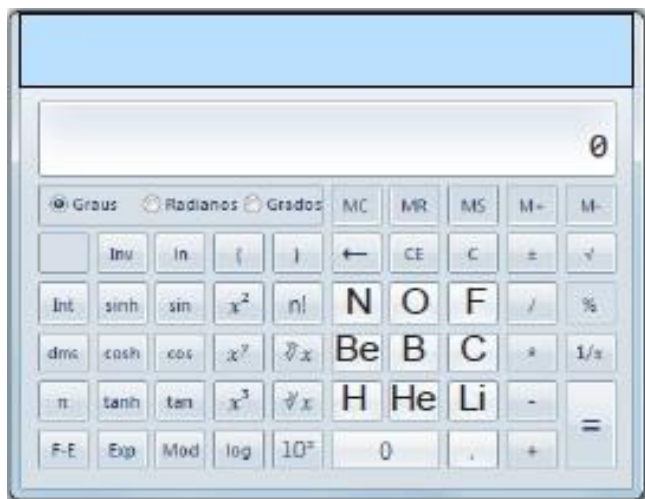 0
Graus Radianos Grados MC MR MS M+ M-
Inv ln ( ) ← CE C ± √
Int sinh sin x² n! N O F / %
dms cosh cos xʸ ʸ√x Be B C * 1/x
π tanh tan x³ ³√x H He Li - =
F-E Exp Mod log 10ˣ 0 , +